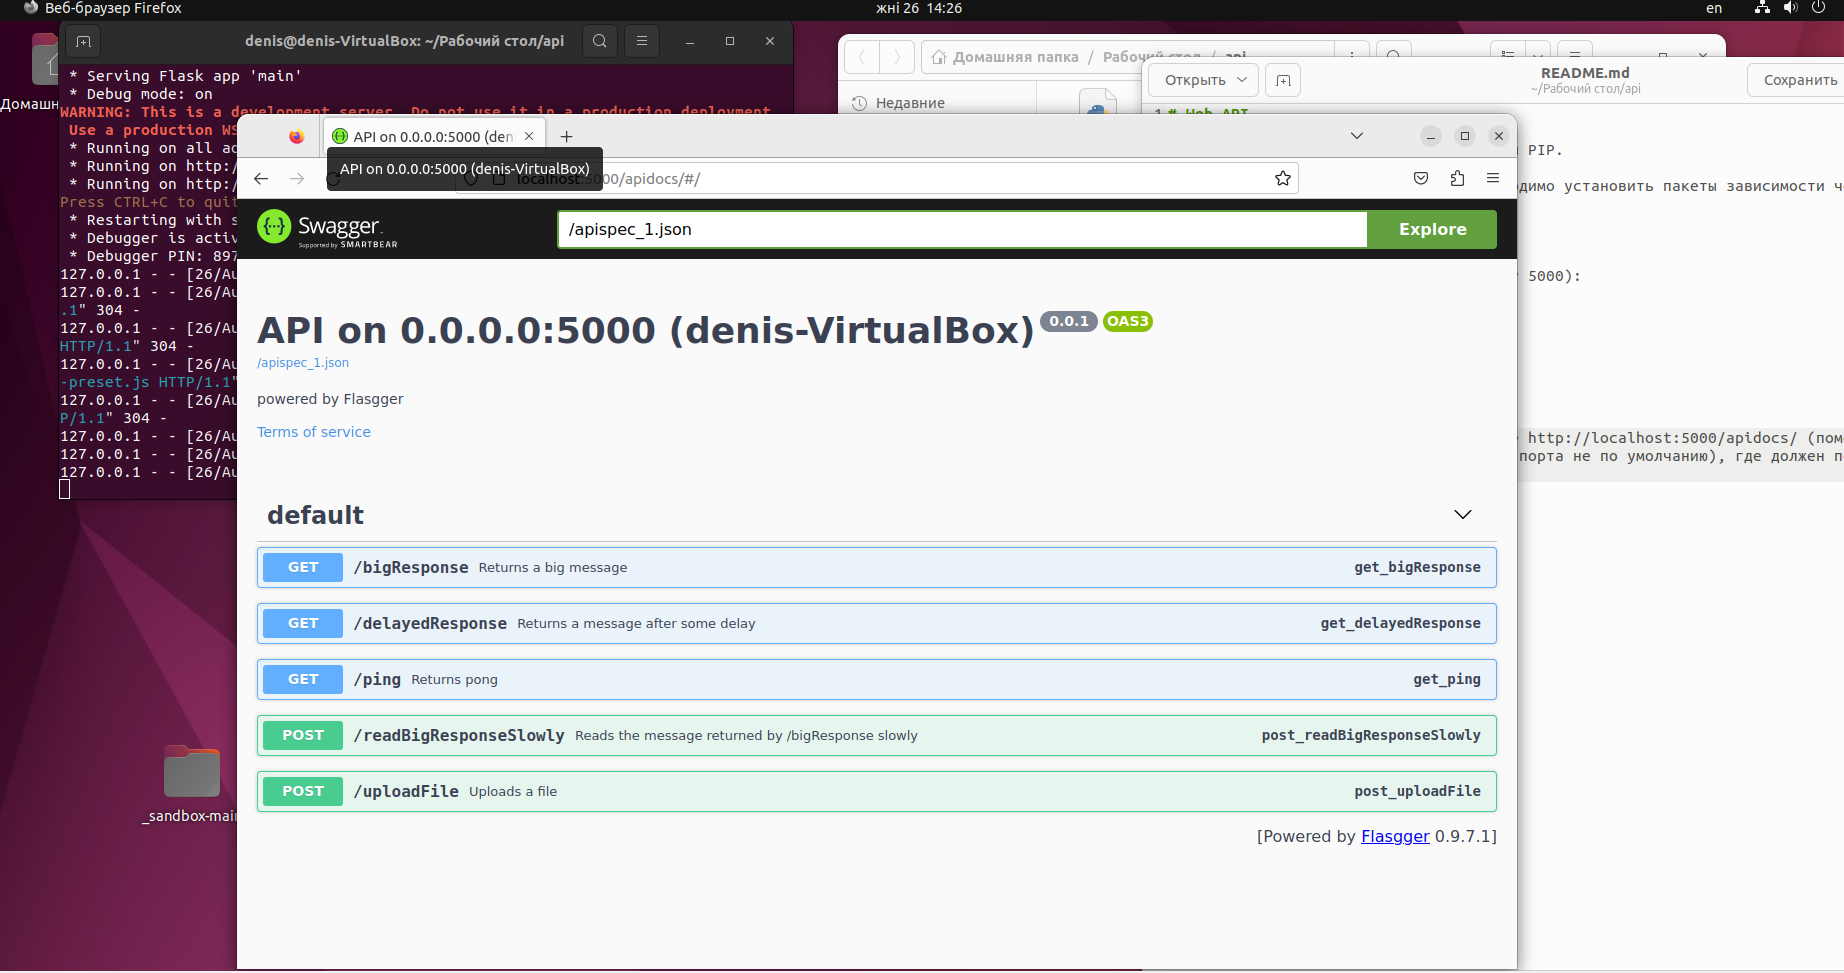 Веб-браузер Firefox
жні 26 14:26
en
denis@denis-VirtualBox: ~/Рабочий стол/api
* Serving Flask app 'main'
* Debug mode: on
WARNING: This is a development server. Do not use it in a production deployment.
Use a production WS
* Running on all ad
* Running on http:/
* Running on http:/
Press CTRL+C to quit
* Restarting with s
* Debugger is activ
* Debugger PIN: 897
127.0.0.1 - - [26/Au
127.0.0.1 - - [26/Au
.1" 304 -
127.0.0.1 - - [26/Au
HTTP/1.1" 304 -
127.0.0.1 - - [26/Au
-preset.js HTTP/1.1"
127.0.0.1 - - [26/Au
P/1.1" 304 -
127.0.0.1 - - [26/Au
127.0.0.1 - - [26/Au
127.0.0.1 - - [26/Au
Домашн
_sandbox-main
Домашняя папка / Рабочий стол / api
Недавние
Открыть
README.md
~/Рабочий стол/api
Сохранить
1 # Web API
PIP.
димо установить пакеты зависимости ч
5000):
http://localhost:5000/apidocs/ (пом
порта не по умолчанию), где должен п
API on 0.0.0.0:5000 (den
API on 0.0.0.0:5000 (denis-VirtualBox)
localhost:5000/apidocs/#/
Swagger
Supported by SMARTBEAR
/apispec_1.json
Explore
API on 0.0.0.0:5000 (denis-VirtualBox) 0.0.1 OAS3
/apispec_1.json
powered by Flasgger
Terms of service
default
GET /bigResponse Returns a big message get_bigResponse
GET /delayedResponse Returns a message after some delay get_delayedResponse
GET /ping Returns pong get_ping
POST /readBigResponseSlowly Reads the message returned by /bigResponse slowly post_readBigResponseSlowly
POST /uploadFile Uploads a file post_uploadFile
[Powered by Flasgger 0.9.7.1]